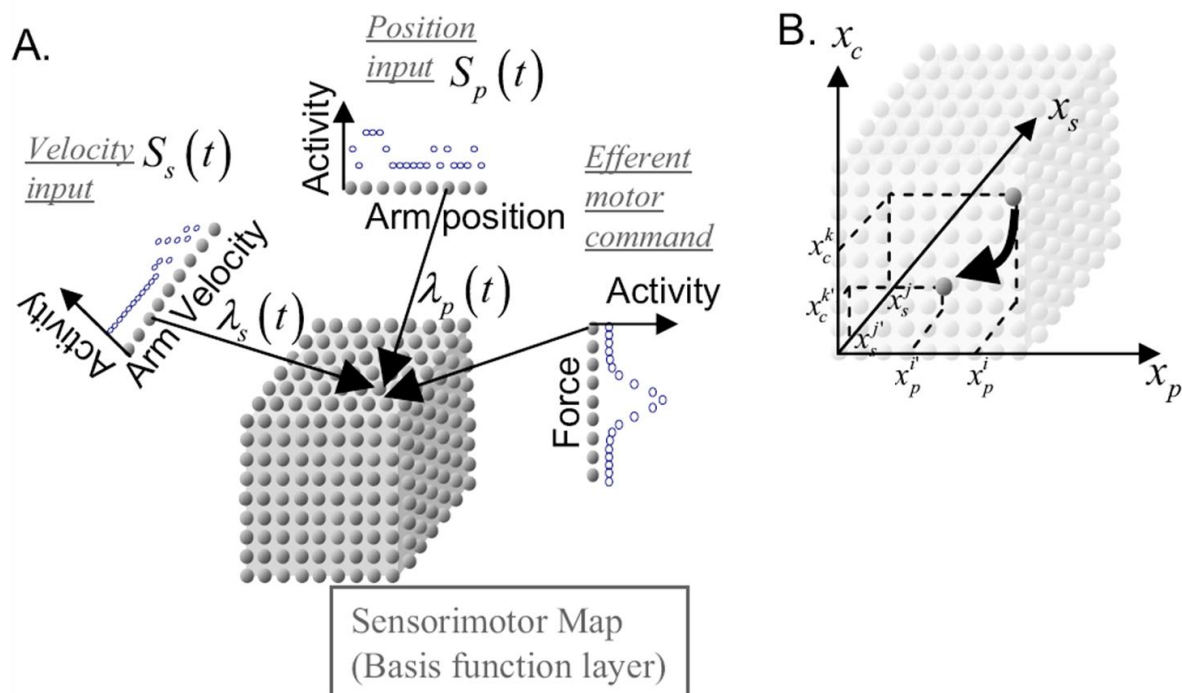 A.
Position
input S_p(t)
Activity
Arm position
Velocity S_s(t)
input
Activity
Arm Velocity
λ_s(t)
λ_p(t)
Efferent
motor
command
Activity
Force
Sensorimotor Map
(Basis function layer)
B.
x_c
x_s
x_c^k
x_c^k'
x_s^j
x_s^j'
x_p^i'
x_p^i
x_p